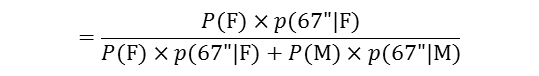 = P(F) × p(67"|F)
P(F) × p(67"|F) + P(M) × p(67"|M)